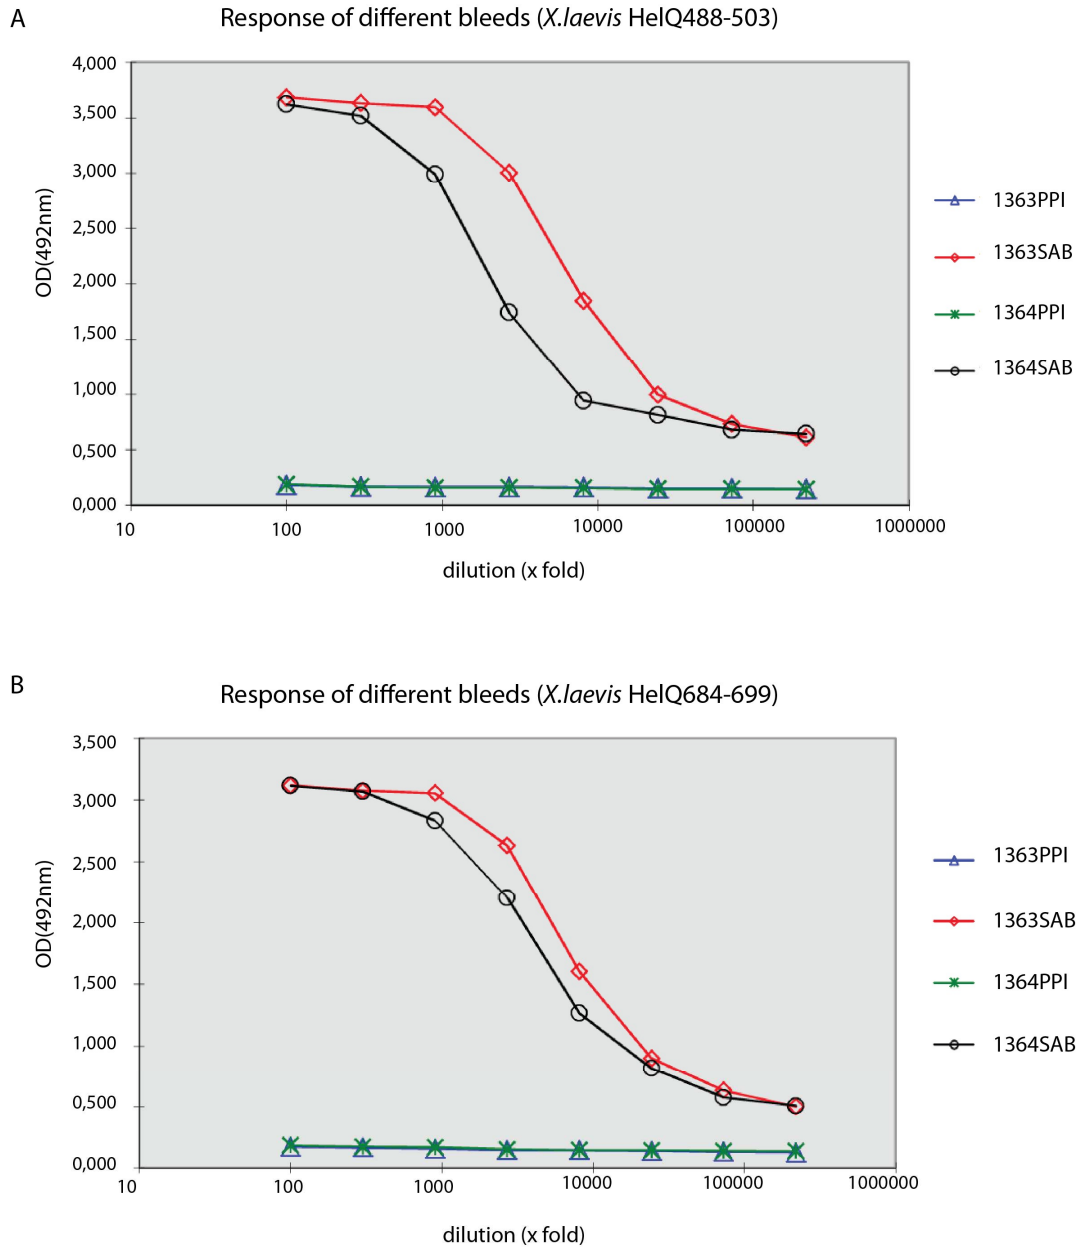 A
Response of different bleeds (X.laevis HelQ488-503)
4,000
3,500
3,000
2,500
2,000
1,500
1,000
0,500
0,000
OD(492nm)
10 100 1000 10000 100000 1000000
dilution (x fold)
1363PPI
1363SAB
1364PPI
1364SAB
B
Response of different bleeds (X.laevis HelQ684-699)
3,500
3,000
2,500
2,000
1,500
1,000
0,500
0,000
OD(492nm)
10 100 1000 10000 100000 1000000
dilution (x fold)
1363PPI
1363SAB
1364PPI
1364SAB